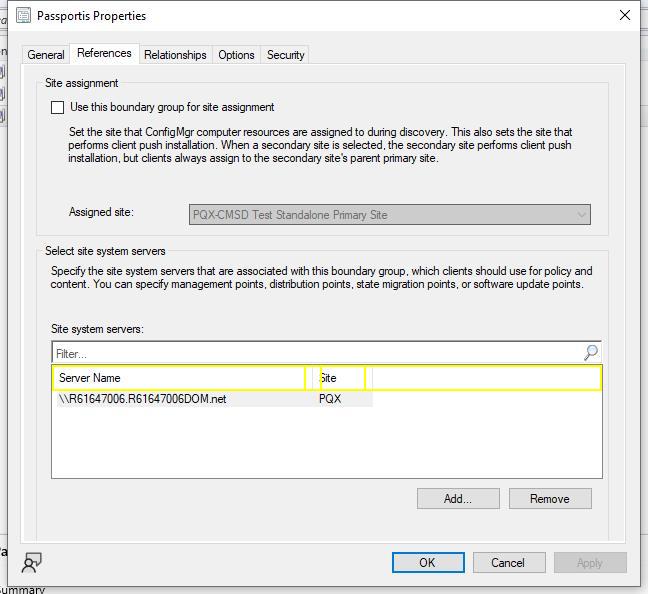 Passportis Properties
General References Relationships Options Security
Site assignment
Use this boundary group for site assignment
Set the site that ConfigMgr computer resources are assigned to during discovery. This also sets the site that
performs client push installation. When a secondary site is selected, the secondary site performs client push
installation, but clients always assign to the secondary site's parent primary site.
Assigned site: PQX-CMSD Test Standalone Primary Site
Select site system servers
Specify the site system servers that are associated with this boundary group, which clients should use for policy and
content. You can specify management points, distribution points, state migration points, or software update points.
Site system servers:
Filter...
Server Name Site
\\R61647006.R61647006DOM.net PQX
Add... Remove
OK Cancel Apply
Summary